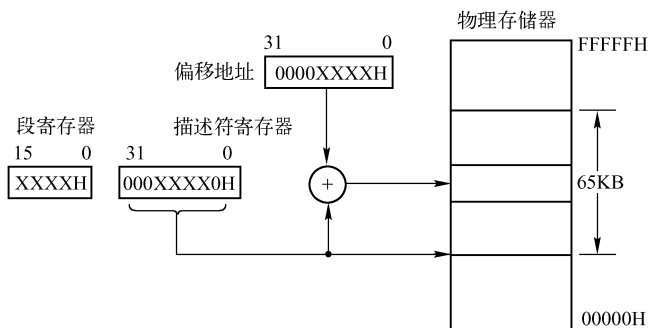 物理存储器
31 0
FFFFFH
偏移地址 0000XXXXH
段寄存器 描述符寄存器
15 0 31 0
XXXXH 000XXXX0H
+
65KB
00000H